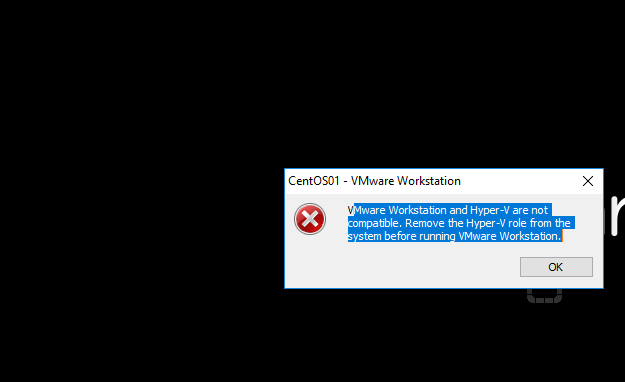 CentOS01 - VMware Workstation
VMware Workstation and Hyper-V are not
compatible. Remove the Hyper-V role from the
system before running VMware Workstation.
OK